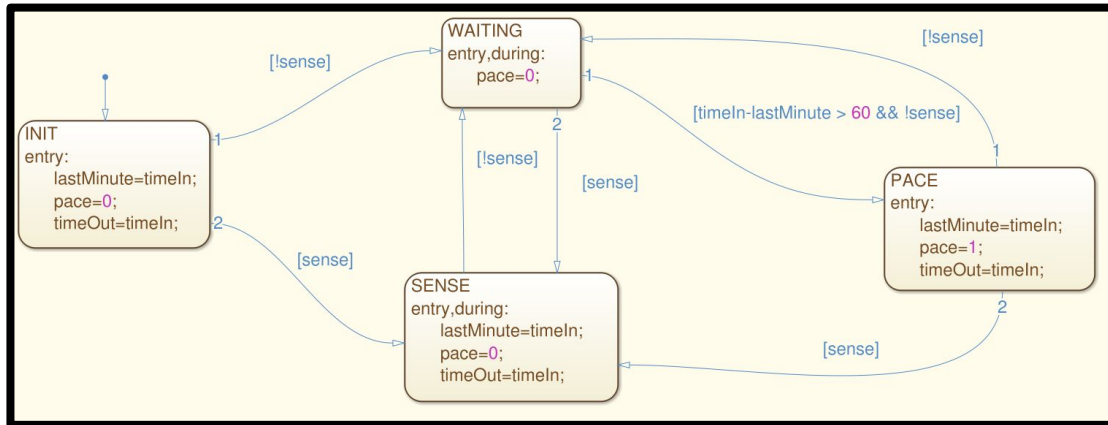 WAITING
entry,during:
pace=0;
[!sense]
[!sense]
1
[timeIn-lastMinute > 60 && !sense]
INIT
entry:
lastMinute=timeIn;
pace=0;
timeOut=timeIn;
1
2
2
[!sense]
[sense]
1
PACE
entry:
lastMinute=timeIn;
pace=1;
timeOut=timeIn;
2
[sense]
SENSE
entry,during:
lastMinute=timeIn;
pace=0;
timeOut=timeIn;
[sense]